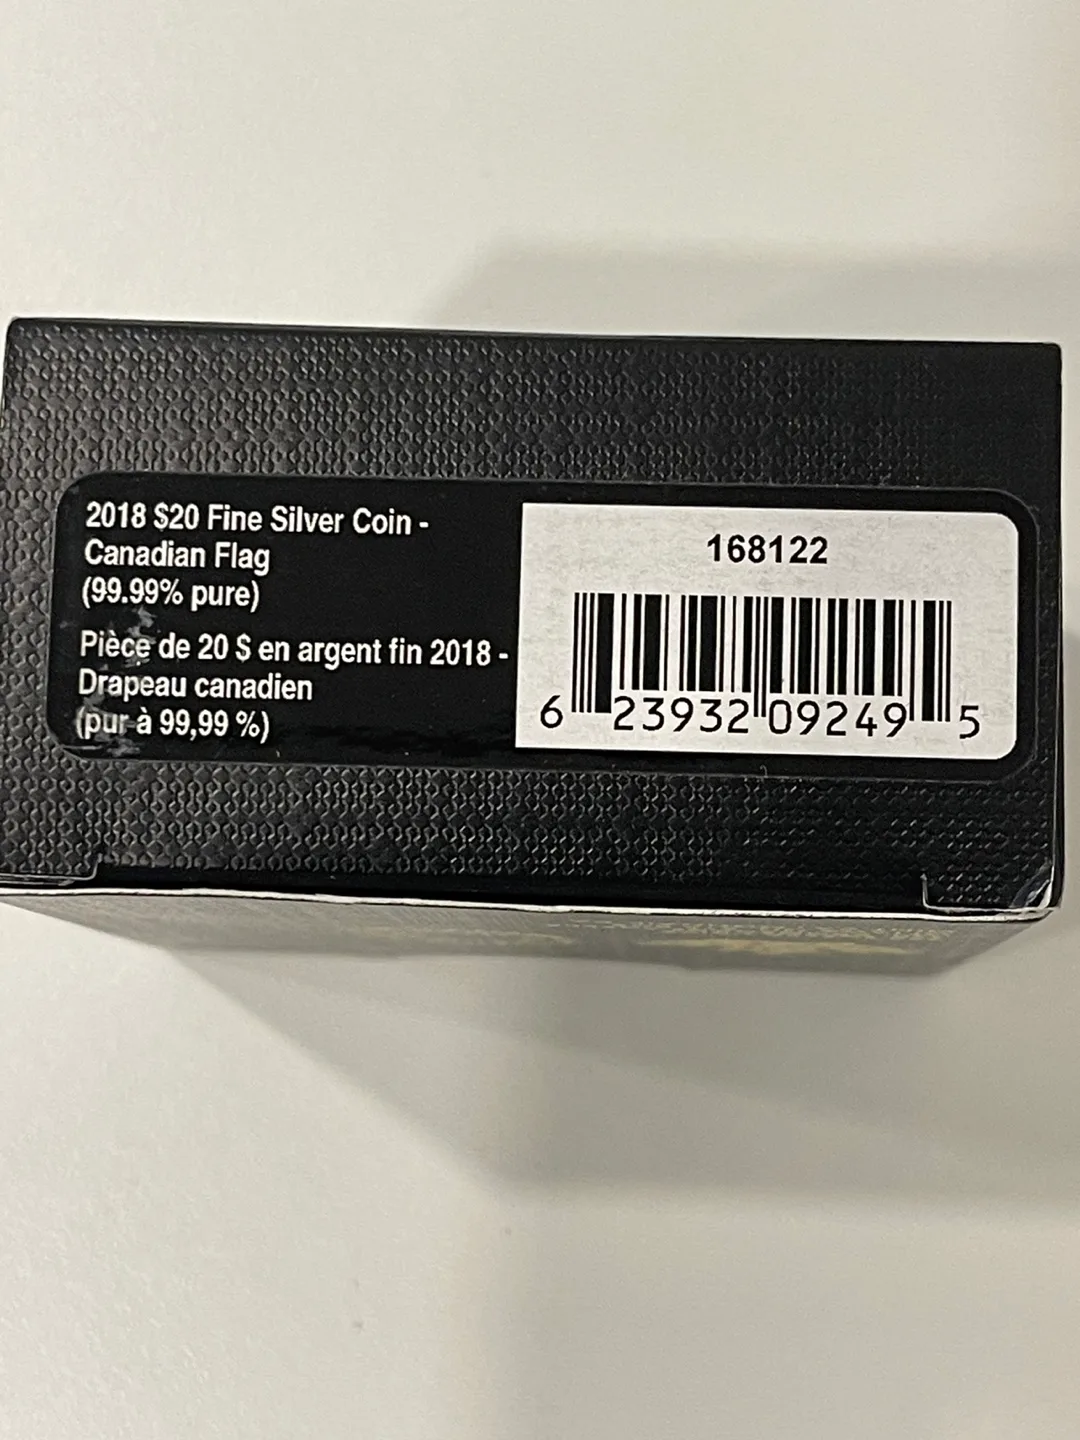 2018 $20 Fine Silver Coin -
Canadian Flag
(99.99% pure)
Pièce de 20 $ en argent fin 2018 -
Drapeau canadien
(pur à 99,99 %)
168122
6 23932 09249 5